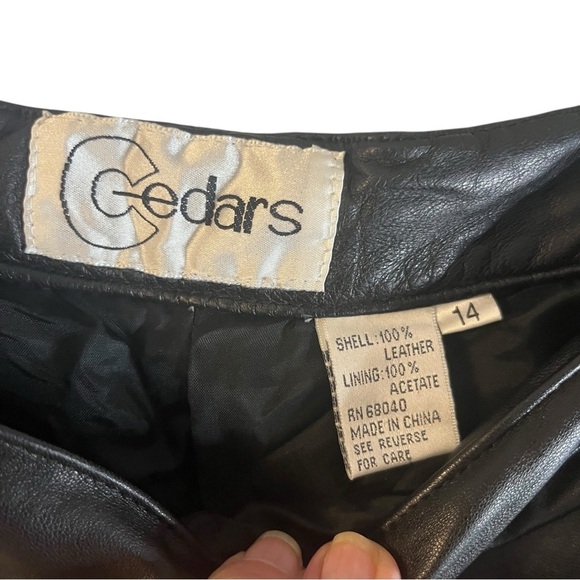 Cedars
14
SHELL:100%
LEATHER
LINING:100%
ACETATE
RN 68040
MADE IN CHINA
SEE REVERSE
FOR CARE